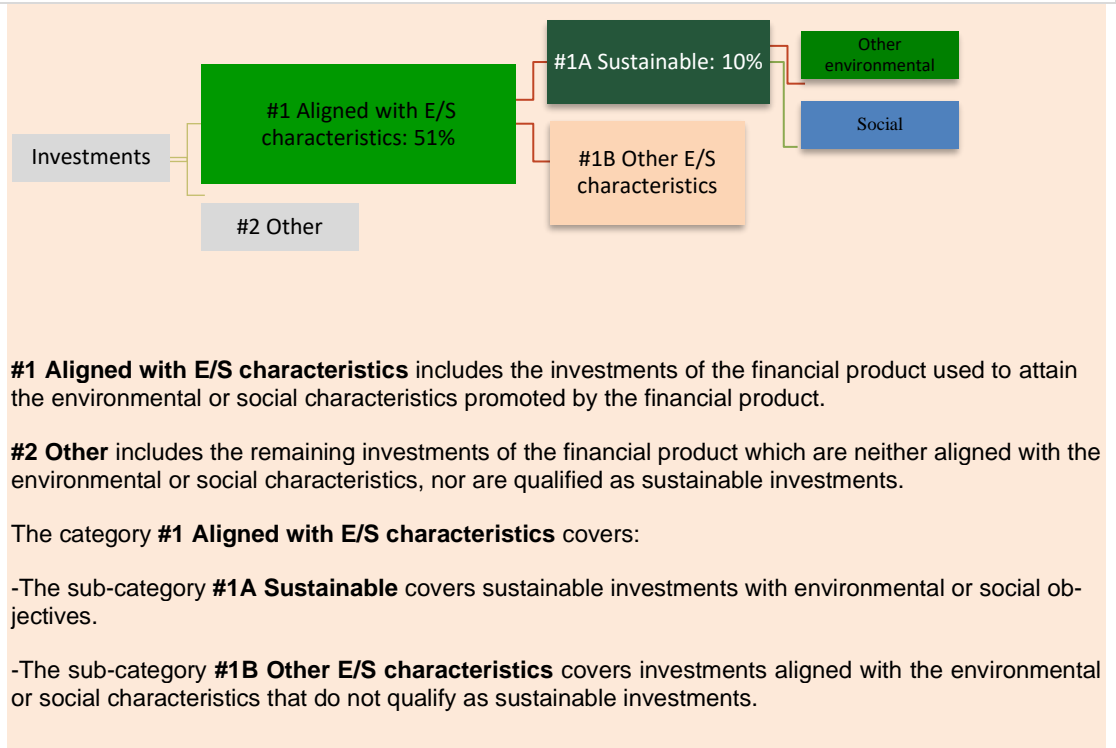 #1A Sustainable: 10%
Other
environmental
#1 Aligned with E/S
characteristics: 51%
Social
Investments
#1B Other E/S
characteristics
#2 Other
#1 Aligned with E/S characteristics includes the investments of the financial product used to attain
the environmental or social characteristics promoted by the financial product.
#2 Other includes the remaining investments of the financial product which are neither aligned with the
environmental or social characteristics, nor are qualified as sustainable investments.
The category #1 Aligned with E/S characteristics covers:
-The sub-category #1A Sustainable covers sustainable investments with environmental or social ob-
jectives.
-The sub-category #1B Other E/S characteristics covers investments aligned with the environmental
or social characteristics that do not qualify as sustainable investments.